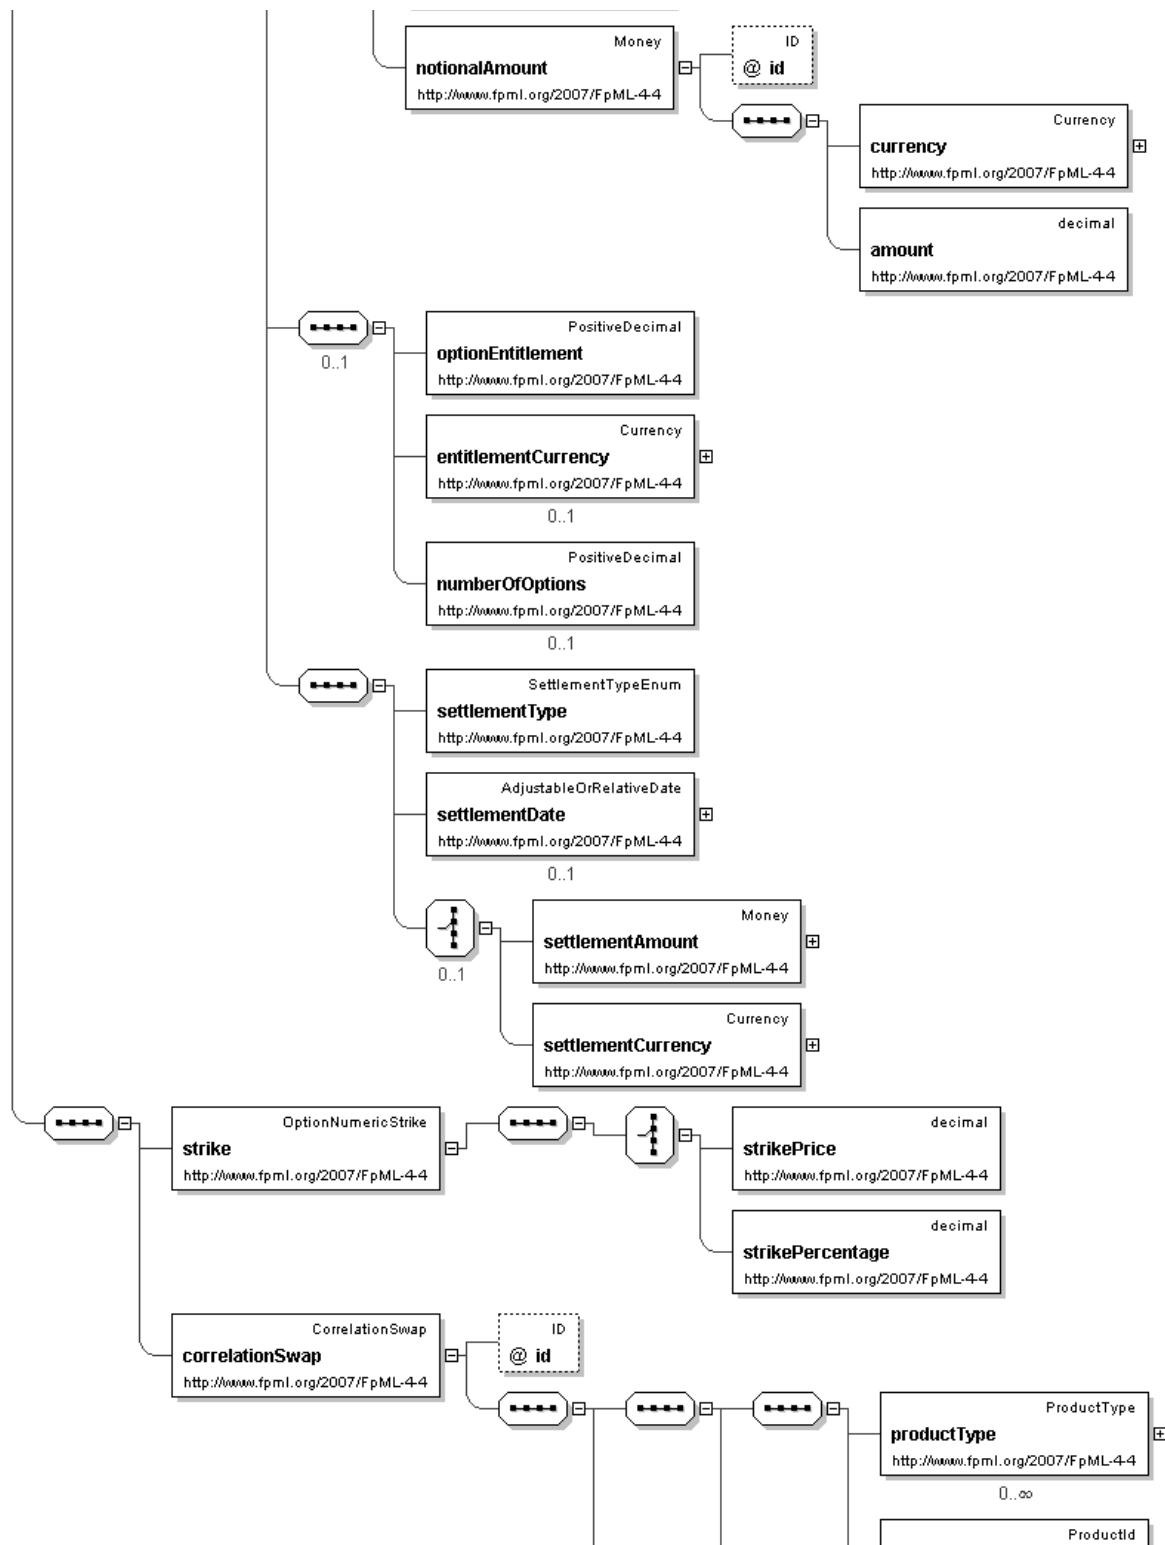 Money
notionalAmount
http://www.fpml.org/2007/FpML-4-4
ID
@ id
Currency
currency
http://www.fpml.org/2007/FpML-4-4
decimal
amount
http://www.fpml.org/2007/FpML-4-4
0..1
PositiveDecimal
optionEntitlement
http://www.fpml.org/2007/FpML-4-4
Currency
entitlementCurrency
http://www.fpml.org/2007/FpML-4-4
0..1
PositiveDecimal
numberOfOptions
http://www.fpml.org/2007/FpML-4-4
0..1
SettlementTypeEnum
settlementType
http://www.fpml.org/2007/FpML-4-4
AdjustableOrRelativeDate
settlementDate
http://www.fpml.org/2007/FpML-4-4
0..1
0..1
Money
settlementAmount
http://www.fpml.org/2007/FpML-4-4
Currency
settlementCurrency
http://www.fpml.org/2007/FpML-4-4
OptionNumericStrike
strike
http://www.fpml.org/2007/FpML-4-4
decimal
strikePrice
http://www.fpml.org/2007/FpML-4-4
decimal
strikePercentage
http://www.fpml.org/2007/FpML-4-4
CorrelationSwap
correlationSwap
http://www.fpml.org/2007/FpML-4-4
ID
@ id
ProductType
productType
http://www.fpml.org/2007/FpML-4-4
0..∞
ProductId